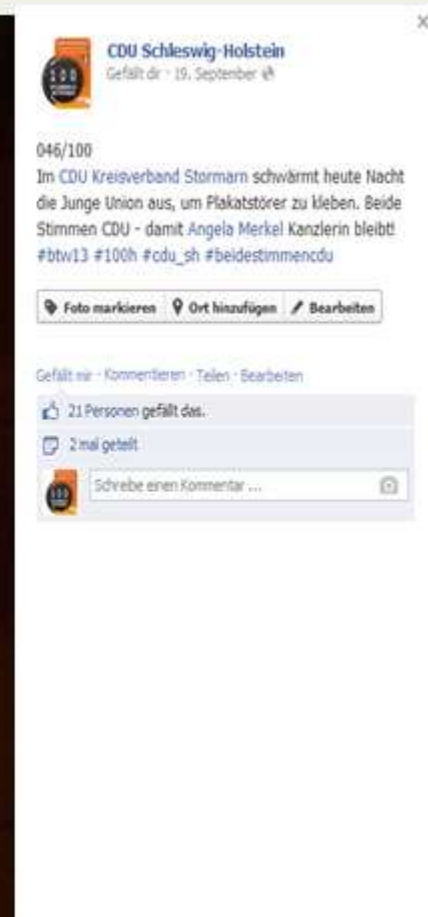 CDU Schleswig-Holstein
Gefällt dir · 19. September
046/100
Im CDU Kreisverband Stormarn schwärmt heute Nacht
die Junge Union aus, um Plakatstörer zu kleben. Beide
Stimmen CDU - damit Angela Merkel Kanzlerin bleibt!
#btw13 #100h #cdu_sh #beidestimmencdu
Foto markieren Ort hinzufügen Bearbeiten
Gefällt mir · Kommentieren · Teilen · Bearbeiten
21 Personen gefällt das.
2 mal geteilt
Schreibe einen Kommentar ...